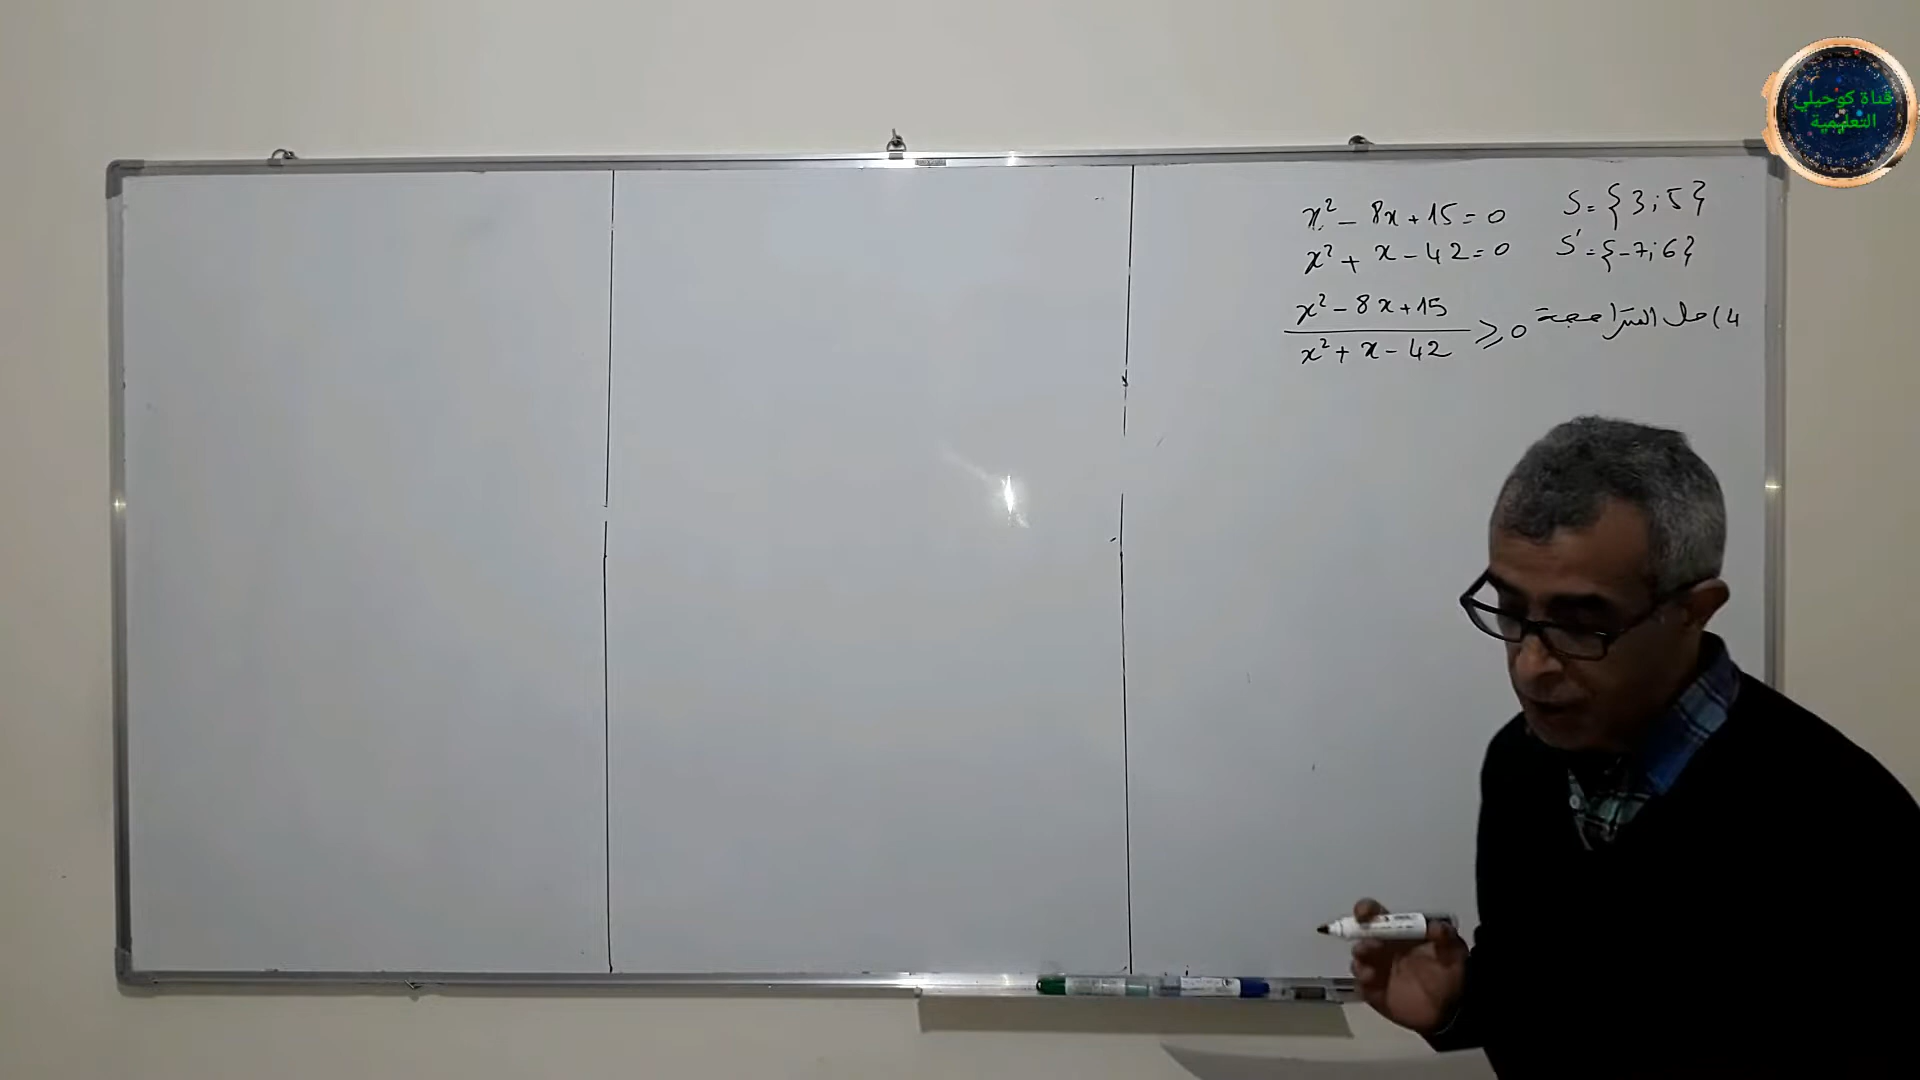 قناة كوحيلي
التعليمية
x² - 8x + 15 = 0 S = {3 ; 5}
x² + x - 42 = 0 S' = {-7 ; 6}
4) حل المتراجحة (x² - 8x + 15) / (x² + x - 42) ≥ 0